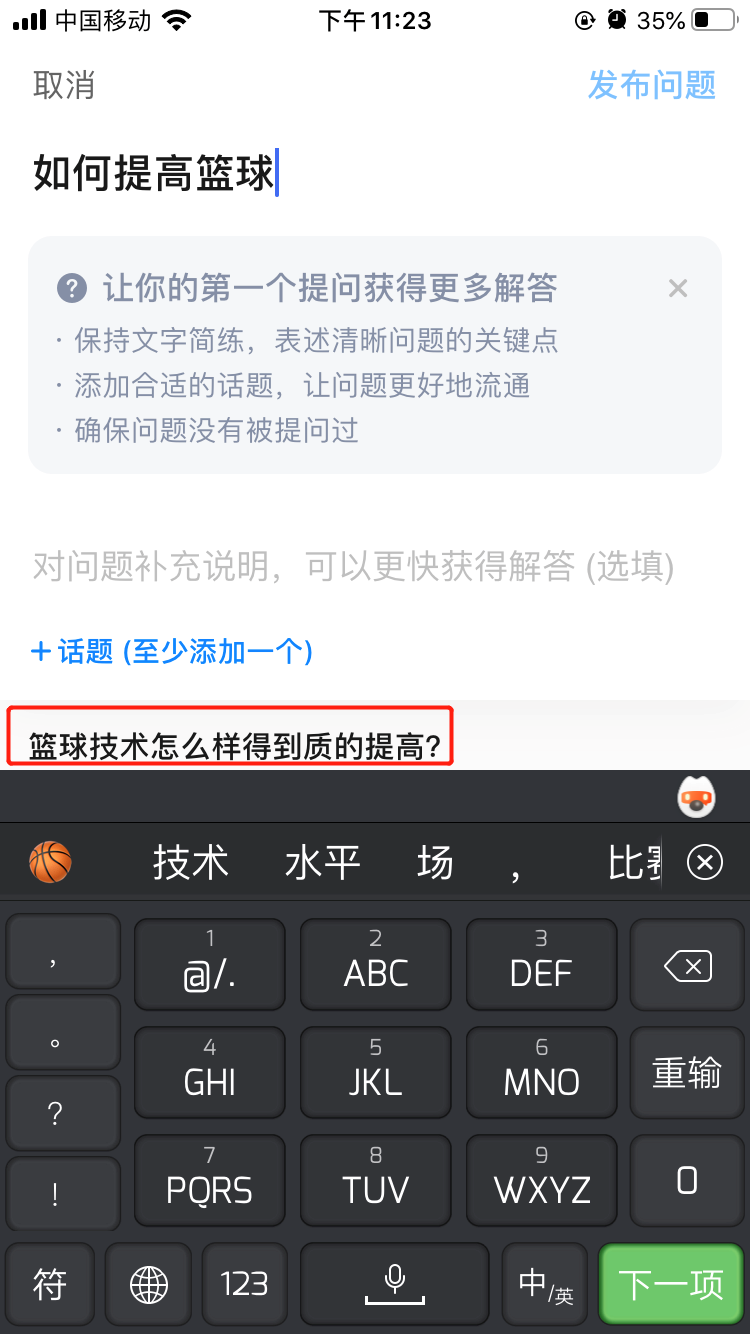 中国移动 下午11:23 35%
取消 发布问题
如何提高篮球
? 让你的第一个提问获得更多解答 ×
· 保持文字简练，表述清晰问题的关键点
· 添加合适的话题，让问题更好地流通
· 确保问题没有被提问过
对问题补充说明，可以更快获得解答 (选填)
+ 话题 (至少添加一个)
篮球技术怎么样得到质的提高?
技术 水平 场 ， 比赛
， 1 2 3
@/. ABC DEF
。 4 5 6
GHI JKL MNO 重输
? 7 8 9
PQRS TUV WXYZ 0
!
符 123 中/英 下一项